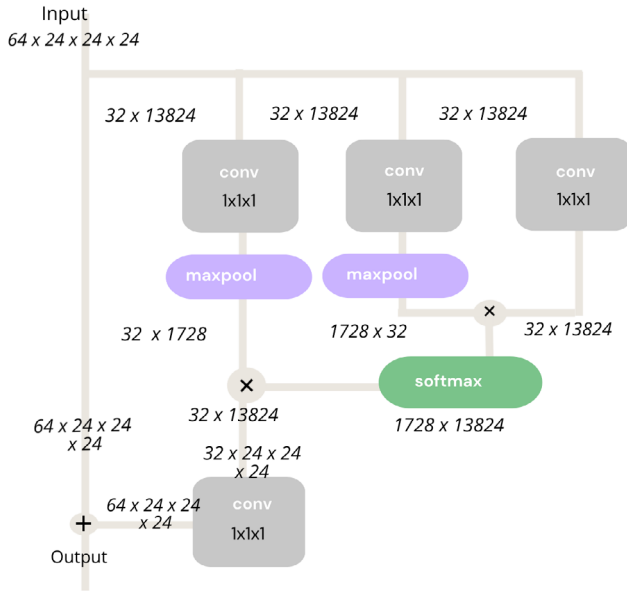 Input
64 x 24 x 24 x 24
32 x 13824
32 x 13824
32 x 13824
conv
1x1x1
conv
1x1x1
conv
1x1x1
maxpool
maxpool
×
32 x 1728
1728 x 32
32 x 13824
softmax
×
32 x 13824
1728 x 13824
64 x 24 x 24
x 24
32 x 24 x 24
x 24
64 x 24 x 24
x 24
conv
1x1x1
+
Output